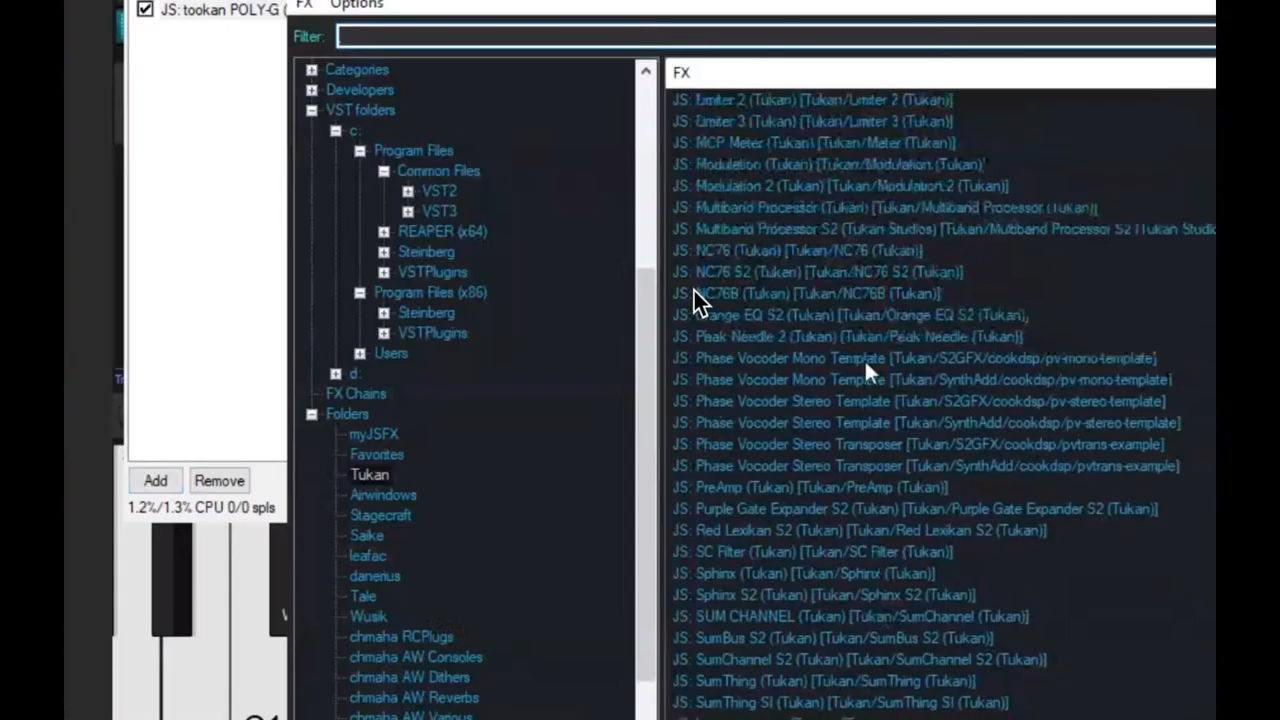 JS: tookan POLY-G (
FX Options
Filter:
Categories
Developers
VST folders
c:
Program Files
Common Files
VST2
VST3
REAPER (x64)
Steinberg
VSTPlugins
Program Files (x86)
Steinberg
VSTPlugins
Users
d:
FX Chains
Folders
myJSFX
Favorites
Tukan
Airwindows
Stagecraft
Saike
leafac
danerius
Tale
Wusik
chmaha RCPlugs
chmaha AW Consoles
chmaha AW Dithers
chmaha AW Reverbs
chmaha AW Various
FX
JS: Limiter 2 (Tukan) [Tukan/Limiter 2 (Tukan)]
JS: Limiter 3 (Tukan) [Tukan/Limiter 3 (Tukan)]
JS: MCP Meter (Tukan) [Tukan/Meter (Tukan)]
JS: Modulation (Tukan) [Tukan/Modulation (Tukan)]
JS: Modulation 2 (Tukan) [Tukan/Modulation 2 (Tukan)]
JS: Multiband Processor (Tukan) [Tukan/Multiband Processor (Tukan)]
JS: Multiband Processor S2 (Tukan Studios) [Tukan/Multiband Processor S2 (Tukan Studio
JS: NC76 (Tukan) [Tukan/NC76 (Tukan)]
JS: NC76 S2 (Tukan) [Tukan/NC76 S2 (Tukan)]
JS: NC76B (Tukan) [Tukan/NC76B (Tukan)]
JS: Orange EQ S2 (Tukan) [Tukan/Orange EQ S2 (Tukan)]
JS: Peak Needle 2 (Tukan) [Tukan/Peak Needle (Tukan)]
JS: Phase Vocoder Mono Template [Tukan/S2GFX/cookdsp/pv-mono-template]
JS: Phase Vocoder Mono Template [Tukan/SynthAdd/cookdsp/pv-mono-template]
JS: Phase Vocoder Stereo Template [Tukan/S2GFX/cookdsp/pv-stereo-template]
JS: Phase Vocoder Stereo Template [Tukan/SynthAdd/cookdsp/pv-stereo-template]
JS: Phase Vocoder Stereo Transposer [Tukan/S2GFX/cookdsp/pvtrans-example]
JS: Phase Vocoder Stereo Transposer [Tukan/SynthAdd/cookdsp/pvtrans-example]
JS: PreAmp (Tukan) [Tukan/PreAmp (Tukan)]
JS: Purple Gate Expander S2 (Tukan) [Tukan/Purple Gate Expander S2 (Tukan)]
JS: Red Lexikan S2 (Tukan) [Tukan/Red Lexikan S2 (Tukan)]
JS: SC Filter (Tukan) [Tukan/SC Filter (Tukan)]
JS: Sphinx (Tukan) [Tukan/Sphinx (Tukan)]
JS: Sphinx S2 (Tukan) [Tukan/Sphinx S2 (Tukan)]
JS: SUM CHANNEL (Tukan) [Tukan/SumChannel (Tukan)]
JS: SumBus S2 (Tukan) [Tukan/SumBus S2 (Tukan)]
JS: SumChannel S2 (Tukan) [Tukan/SumChannel S2 (Tukan)]
JS: SumThing (Tukan) [Tukan/SumThing (Tukan)]
JS: SumThing SI (Tukan) [Tukan/SumThing SI (Tukan)]
Add Remove
1.2%/1.3% CPU 0/0 spls